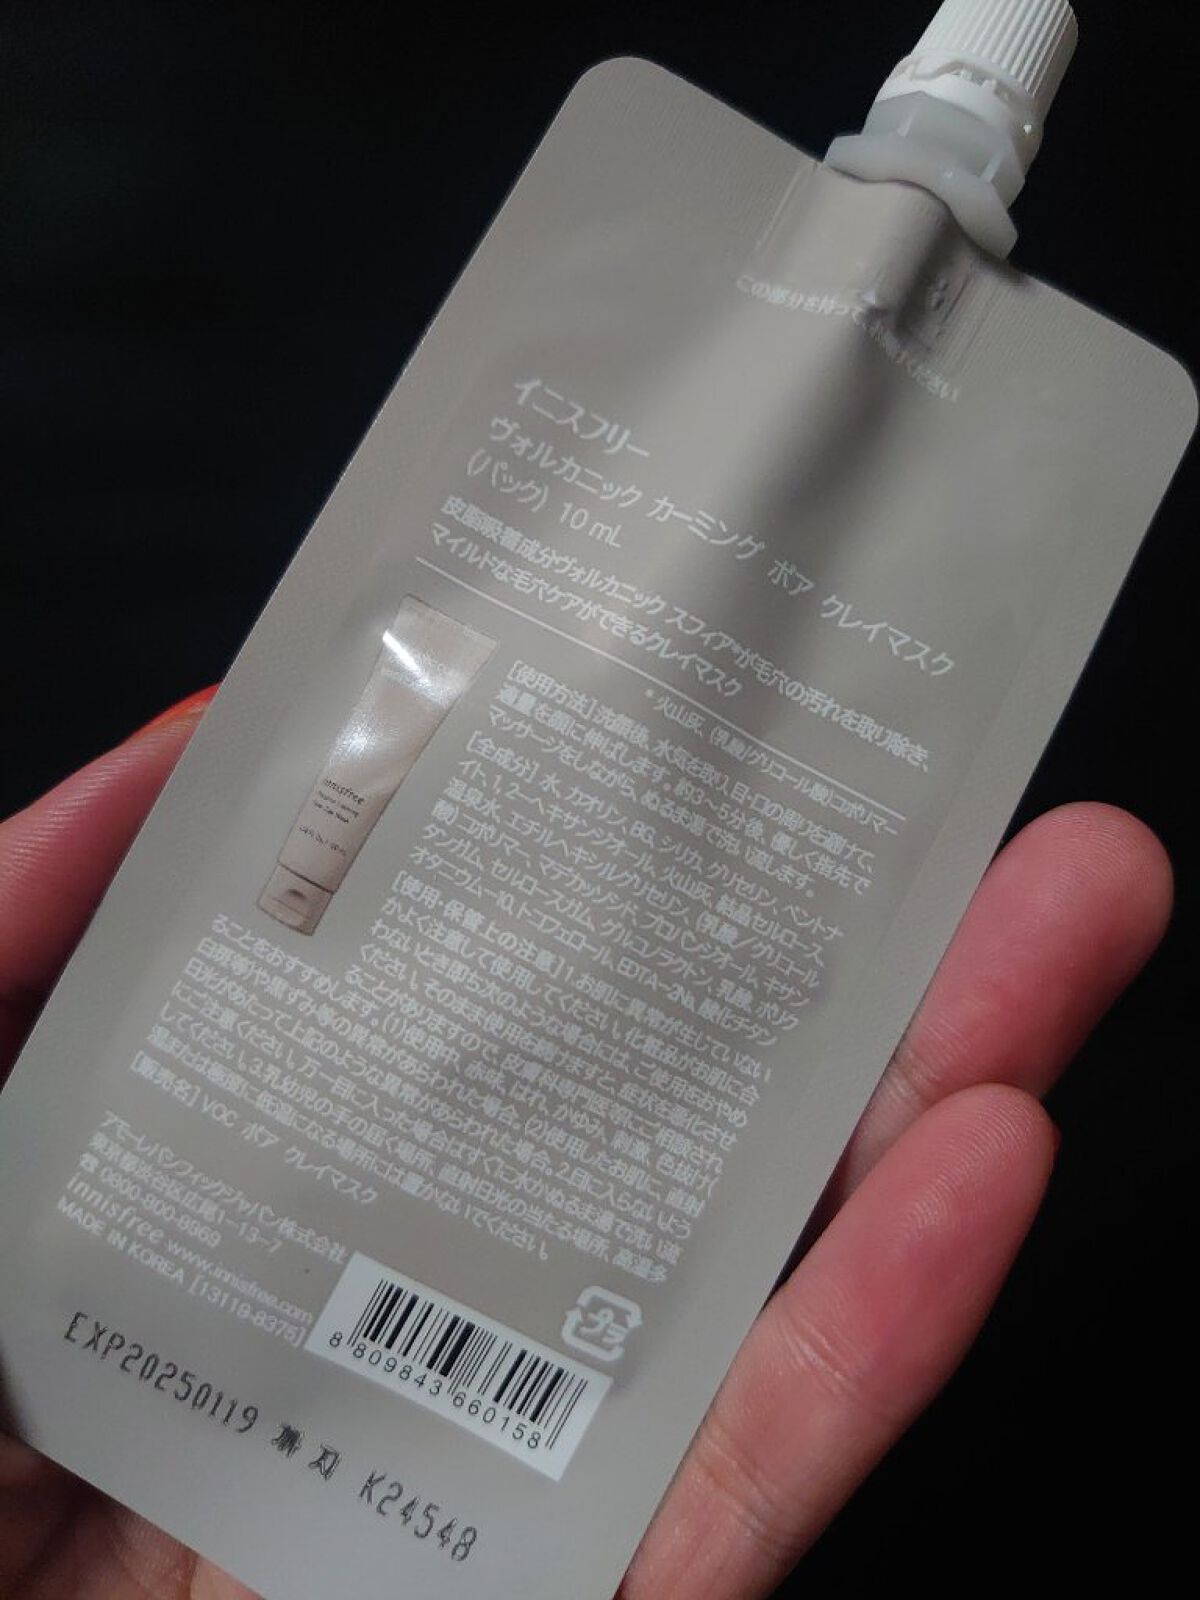 この部分を持って、お開けください
イニスフリー
ヴォルカニック カーミング ポア クレイマスク
(パック) 10 mL
皮脂吸着成分ヴォルカニック スフィア*が毛穴の汚れを取り除き、
マイルドな毛穴ケアができるクレイマスク
* 火山灰、(乳酸/グリコール酸)コポリマー
[使用方法] 洗顔後、水気を取り、目・口の周りを避けて、
適量を顔に伸ばします。約3〜5分後、優しく指先で
マッサージをしながら、ぬるま湯で洗い流します。
[全成分] 水、カオリン、BG、シリカ、グリセリン、ベントナ
イト、1,2-ヘキサンジオール、火山灰、結晶セルロース、
温泉水、エチルヘキシルグリセリン、(乳酸/グリコール
酸)コポリマー、マデカッソシド、プロパンジオール、キサン
タンガム、セルロースガム、グルコノラクトン、乳酸、ポリク
オタニウム-10、トコフェロール、EDTA-2Na、酸化チタン
[使用・保管上の注意] 1.お肌に異常が生じていない
かよく注意して使用してください。化粧品がお肌に合
わないとき即ち次のような場合には、ご使用をおやめ
ください。そのまま使用を続けますと、症状を悪化させ
ることがありますので、皮膚科専門医等にご相談され
ることをおすすめします。(1)使用中、赤味、はれ、かゆみ、刺激、色抜け(
白斑等)や黒ずみ等の異常があらわれた場合。(2)使用したお肌に、直射
日光があたって上記のような異常があらわれた場合。2.目に入らないよう
にご注意ください。万一目に入った場合はすぐに水かぬるま湯で洗い流
してください。3.乳幼児の手の届く場所、直射日光の当たる場所、高温多
湿または極度に低温になる場所には置かないでください。
[販売名] VOC ポア クレイマスク
アモーレパシフィックジャパン株式会社
東京都渋谷区広尾1-13-7
☎ 0800-800-8969
innisfree www.innisfree.com
MADE IN KOREA [13119-8375]
プラ
8 809843 660158
EXP20250119 까지 K24548
innisfree